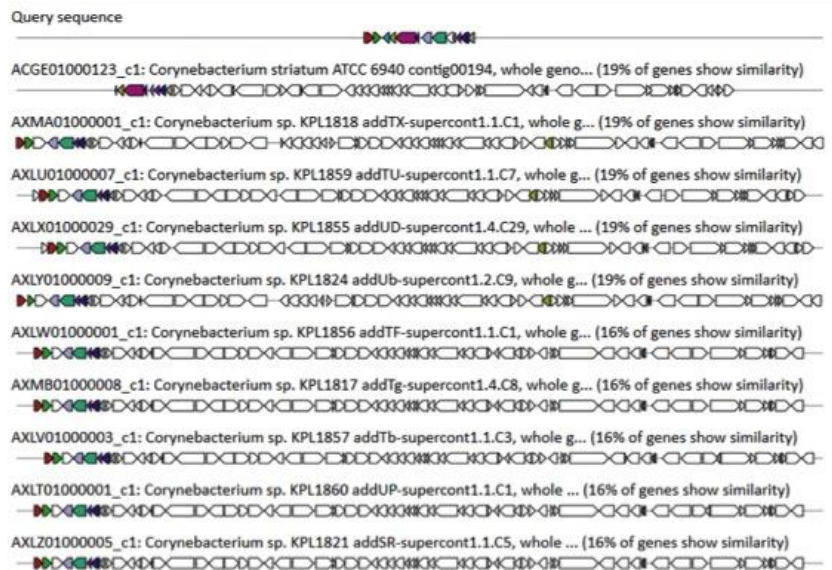 Query sequence
ACGE01000123_c1: Corynebacterium striatum ATCC 6940 contig00194, whole geno... (19% of genes show similarity)
AXMA01000001_c1: Corynebacterium sp. KPL1818 addTX-supercont1.1.C1, whole g... (19% of genes show similarity)
AXLU01000007_c1: Corynebacterium sp. KPL1859 addTU-supercont1.1.C7, whole g... (19% of genes show similarity)
AXLX01000029_c1: Corynebacterium sp. KPL1855 addUD-supercont1.4.C29, whole ... (19% of genes show similarity)
AXLY01000009_c1: Corynebacterium sp. KPL1824 addUb-supercont1.2.C9, whole g... (19% of genes show similarity)
AXLW01000001_c1: Corynebacterium sp. KPL1856 addTF-supercont1.1.C1, whole g... (16% of genes show similarity)
AXMB01000008_c1: Corynebacterium sp. KPL1817 addTg-supercont1.4.C8, whole g... (16% of genes show similarity)
AXLV01000003_c1: Corynebacterium sp. KPL1857 addTb-supercont1.1.C3, whole g... (16% of genes show similarity)
AXLT01000001_c1: Corynebacterium sp. KPL1860 addUP-supercont1.1.C1, whole ... (16% of genes show similarity)
AXLZ01000005_c1: Corynebacterium sp. KPL1821 addSR-supercont1.1.C5, whole ... (16% of genes show similarity)